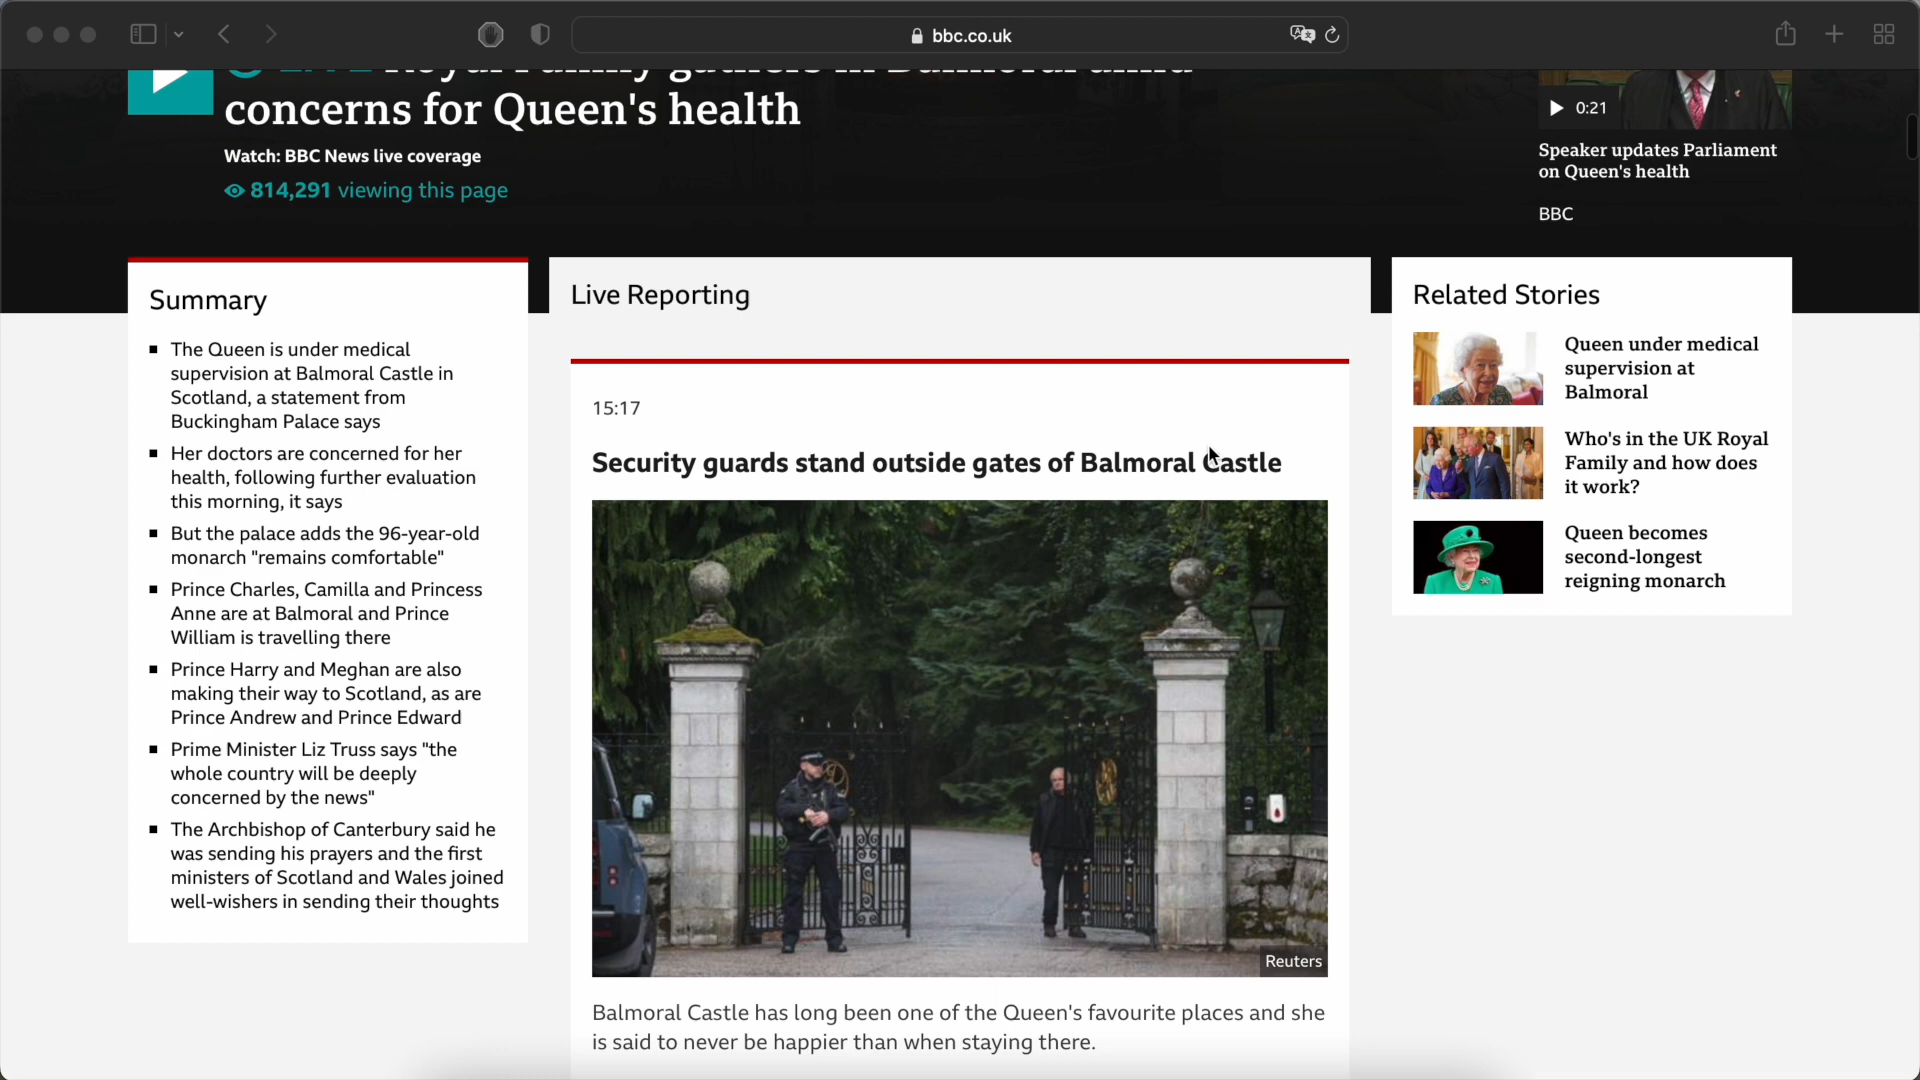 bbc.co.uk
LIVE Royal Family gathers in Balmoral amid
concerns for Queen's health
Watch: BBC News live coverage
814,291 viewing this page
0:21
Speaker updates Parliament
on Queen's health
BBC
Summary
The Queen is under medical
supervision at Balmoral Castle in
Scotland, a statement from
Buckingham Palace says
Her doctors are concerned for her
health, following further evaluation
this morning, it says
But the palace adds the 96-year-old
monarch "remains comfortable"
Prince Charles, Camilla and Princess
Anne are at Balmoral and Prince
William is travelling there
Prince Harry and Meghan are also
making their way to Scotland, as are
Prince Andrew and Prince Edward
Prime Minister Liz Truss says "the
whole country will be deeply
concerned by the news"
The Archbishop of Canterbury said he
was sending his prayers and the first
ministers of Scotland and Wales joined
well-wishers in sending their thoughts
Live Reporting
15:17
Security guards stand outside gates of Balmoral Castle
Reuters
Balmoral Castle has long been one of the Queen's favourite places and she
is said to never be happier than when staying there.
Related Stories
Queen under medical
supervision at
Balmoral
Who's in the UK Royal
Family and how does
it work?
Queen becomes
second-longest
reigning monarch